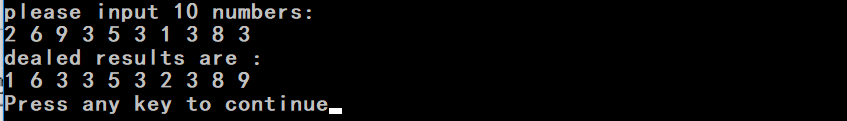 please input 10 numbers:
2 6 9 3 5 3 1 3 8 3
dealed results are :
1 6 3 3 5 3 2 3 8 9
Press any key to continue